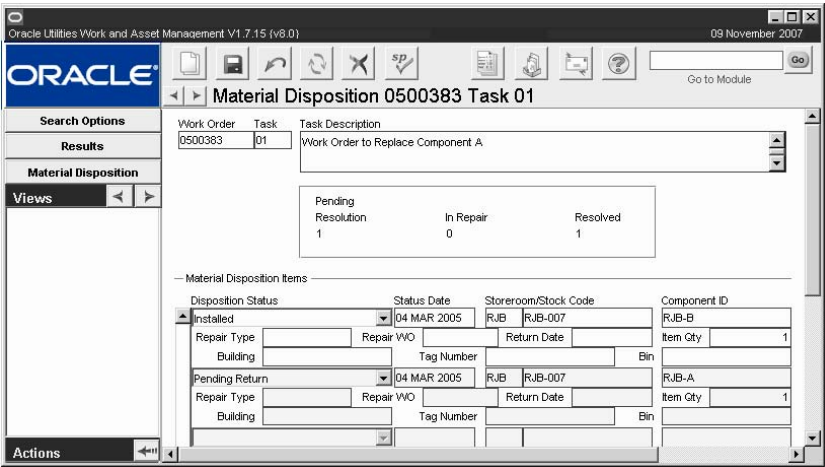 Oracle Utilities Work and Asset Management V1.7.15 {v8.0}
09 November 2007
ORACLE®
sp
Go
Go to Module
Material Disposition 0500383 Task 01
Search Options
Results
Material Disposition
Views
Actions
Work Order Task Task Description
0500383 01 Work Order to Replace Component A
Pending
Resolution In Repair Resolved
1 0 1
Material Disposition Items
Disposition Status Status Date Storeroom/Stock Code Component ID
Installed 04 MAR 2005 RJB RJB-007 RJB-B
Repair Type Repair WO Return Date Item Qty 1
Building Tag Number Bin
Pending Return 04 MAR 2005 RJB RJB-007 RJB-A
Repair Type Repair WO Return Date Item Qty 1
Building Tag Number Bin